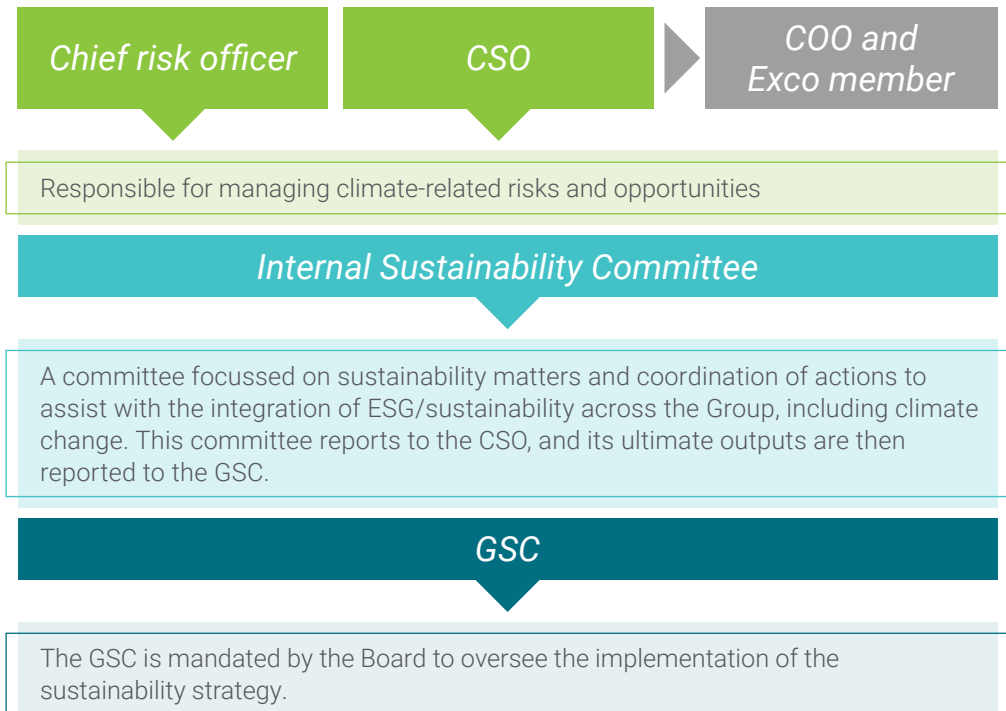 Chief risk officer
CSO
COO and
Exco member
Responsible for managing climate-related risks and opportunities
Internal Sustainability Committee
A committee focussed on sustainability matters and coordination of actions to
assist with the integration of ESG/sustainability across the Group, including climate
change. This committee reports to the CSO, and its ultimate outputs are then
reported to the GSC.
GSC
The GSC is mandated by the Board to oversee the implementation of the
sustainability strategy.